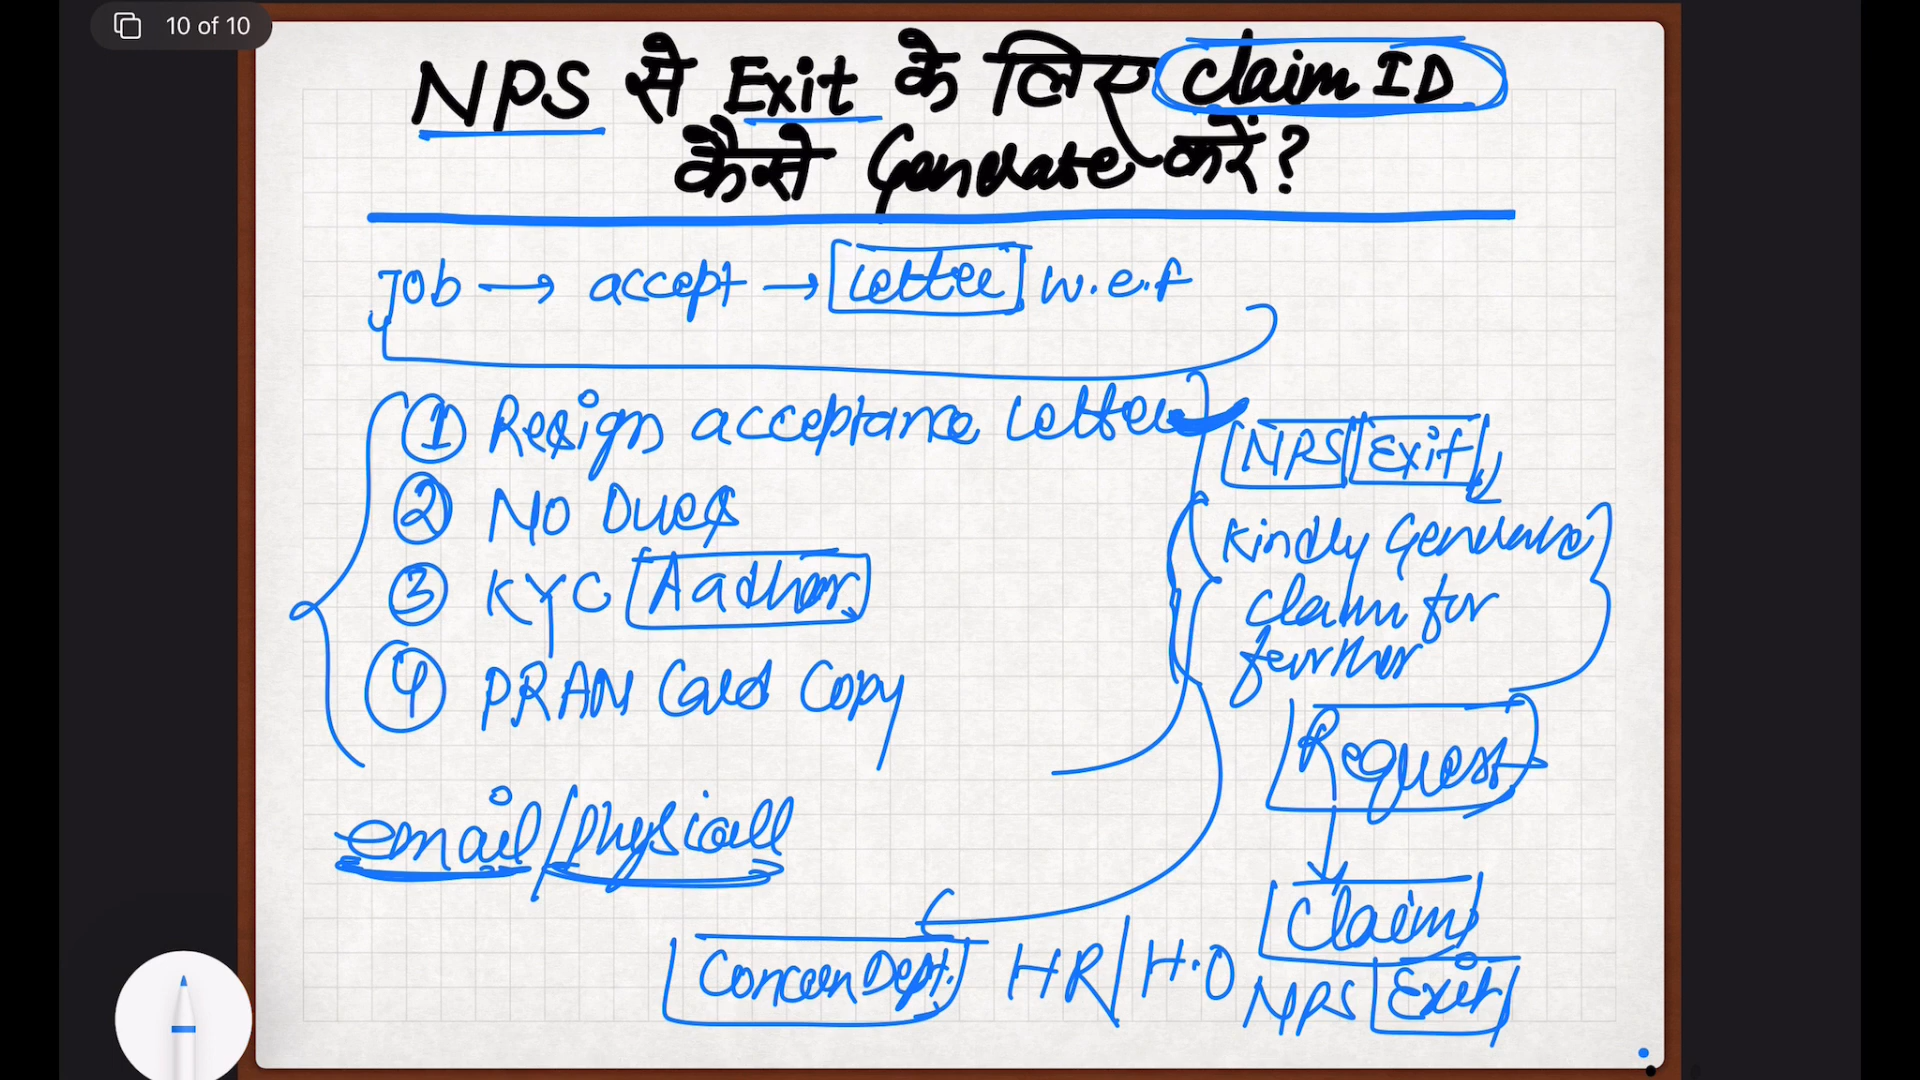 10 of 10
NPS से Exit के लिए Claim ID
कैसे Generate करें?
Job → accept → Letter w.e.f
① Resign acceptance Letter
② NO Dues
③ KYC Aadhar
④ PRAN Card Copy
email/physicall
NPS Exit
Kindly Generate
claim for
further
Request
↓
Claim
NPS Exit
Concern Dept. HR/H.O